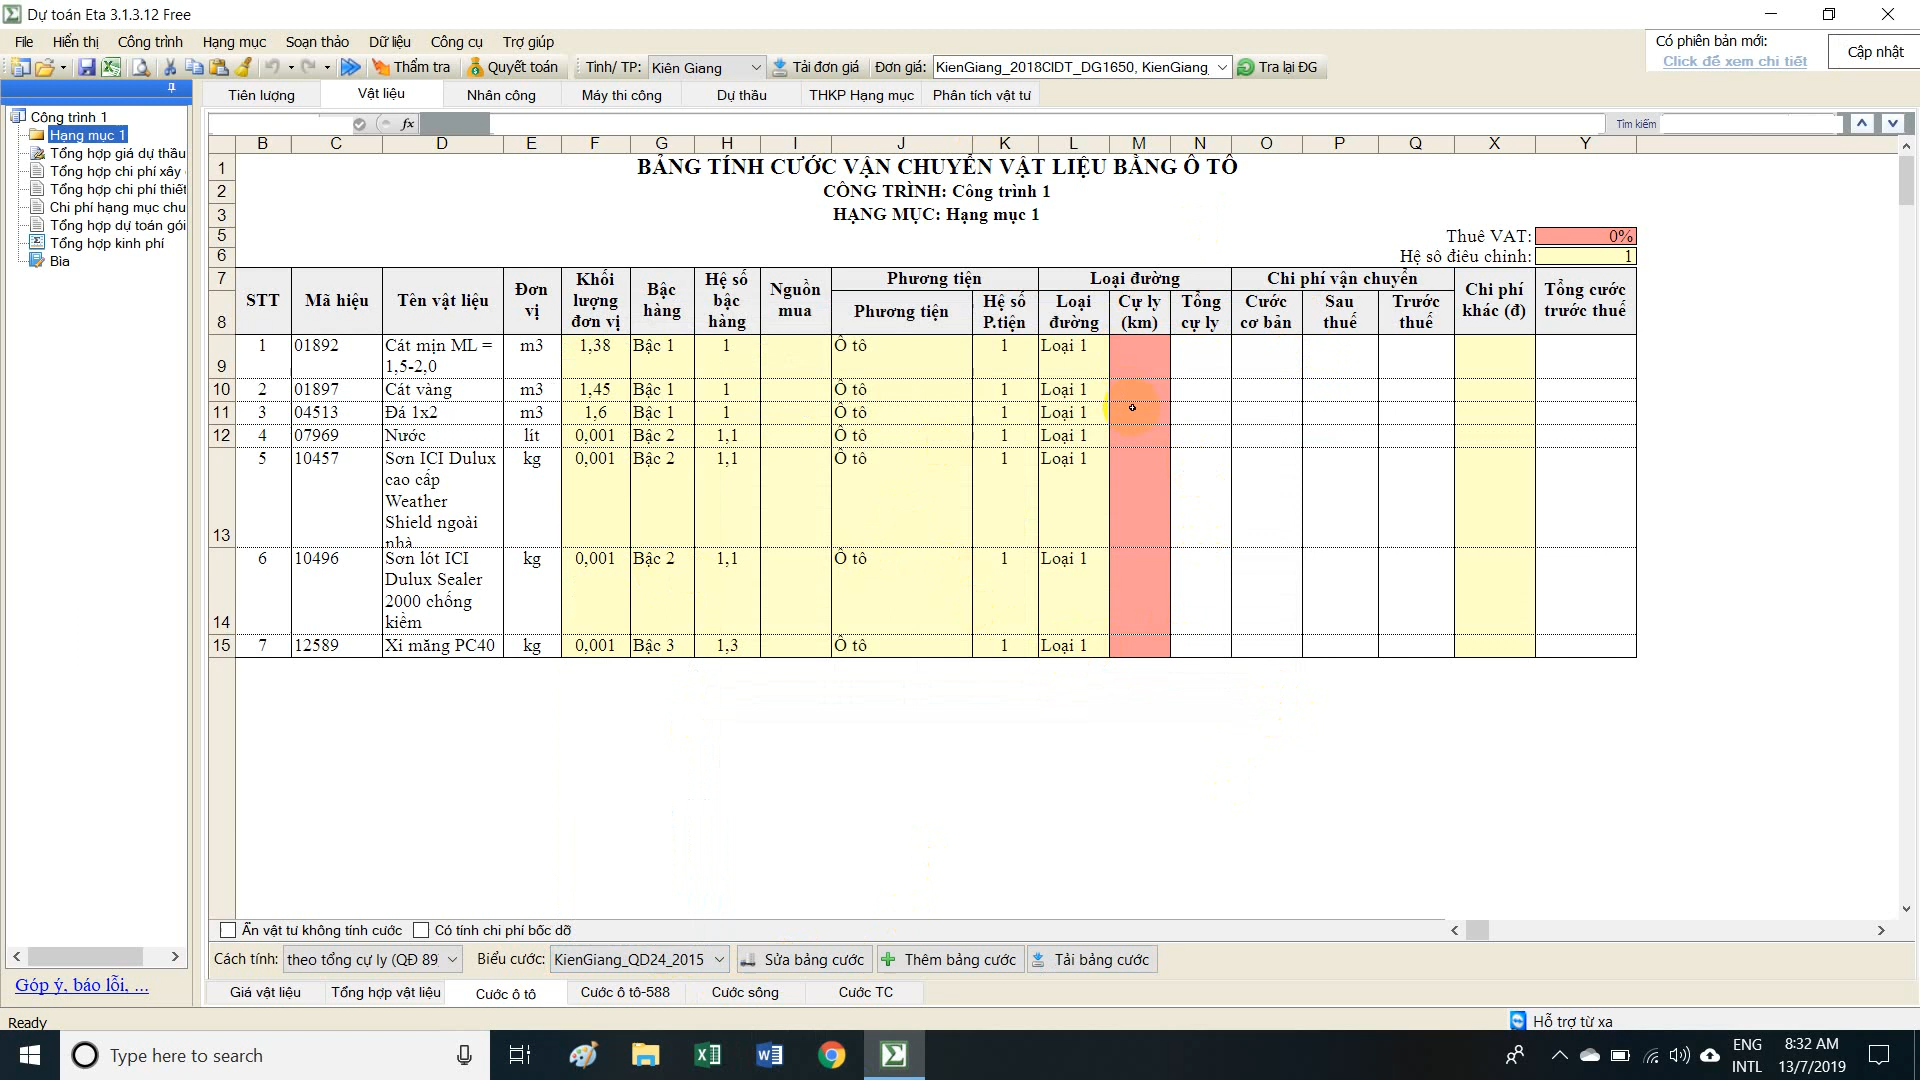 Dự toán Eta 3.1.3.12 Free
File Hiển thị Công trình Hạng mục Soạn thảo Dữ liệu Công cụ Trợ giúp
Có phiên bản mới:
Click để xem chi tiết
Cập nhật
Thẩm tra Quyết toán Tỉnh/ TP: Kiên Giang Tải đơn giá Đơn giá: KienGiang_2018CIDT_DG1650, KienGiang_ Tra lại ĐG
Tiên lượng Vật liệu Nhân công Máy thi công Dự thầu THKP Hạng mục Phân tích vật tư
Công trình 1
Hạng mục 1
Tổng hợp giá dự thầu
Tổng hợp chi phí xây
Tổng hợp chi phí thiết
Chi phí hạng mục chu
Tổng hợp dự toán gói
Tổng hợp kinh phí
Bìa
fx
Tìm kiếm
B C D E F G H I J K L M N O P Q X Y
1 BẢNG TÍNH CƯỚC VẬN CHUYỂN VẬT LIỆU BẰNG Ô TÔ
2 CÔNG TRÌNH: Công trình 1
3 HẠNG MỤC: Hạng mục 1
5 Thuế VAT: 0%
6 Hệ số điều chỉnh: 1
7 Phương tiện Loại đường Chi phí vận chuyển
8 STT Mã hiệu Tên vật liệu Đơn vị Khối lượng đơn vị Bậc hàng Hệ số bậc hàng Nguồn mua Phương tiện Hệ số P.tiện Loại đường Cự ly (km) Tổng cự ly Cước cơ bản Sau thuế Trước thuế Chi phí khác (đ) Tổng cước trước thuế
9 1 01892 Cát mịn ML = 1,5-2,0 m3 1,38 Bậc 1 1 Ô tô 1 Loại 1
10 2 01897 Cát vàng m3 1,45 Bậc 1 1 Ô tô 1 Loại 1
11 3 04513 Đá 1x2 m3 1,6 Bậc 1 1 Ô tô 1 Loại 1
12 4 07969 Nước lít 0,001 Bậc 2 1,1 Ô tô 1 Loại 1
13 5 10457 Sơn ICI Dulux cao cấp Weather Shield ngoài nhà kg 0,001 Bậc 2 1,1 Ô tô 1 Loại 1
14 6 10496 Sơn lót ICI Dulux Sealer 2000 chống kiềm kg 0,001 Bậc 2 1,1 Ô tô 1 Loại 1
15 7 12589 Xi măng PC40 kg 0,001 Bậc 3 1,3 Ô tô 1 Loại 1
Ẩn vật tư không tính cước Có tính chi phí bốc dỡ
Cách tính: theo tổng cự ly (QĐ 89 Biểu cước: KienGiang_QD24_2015 Sửa bảng cước Thêm bảng cước Tải bảng cước
Giá vật liệu Tổng hợp vật liệu Cước ô tô Cước ô tô-588 Cước sông Cước TC
Góp ý, báo lỗi, ...
Ready
Hỗ trợ từ xa
Type here to search
ENG
INTL
8:32 AM
13/7/2019